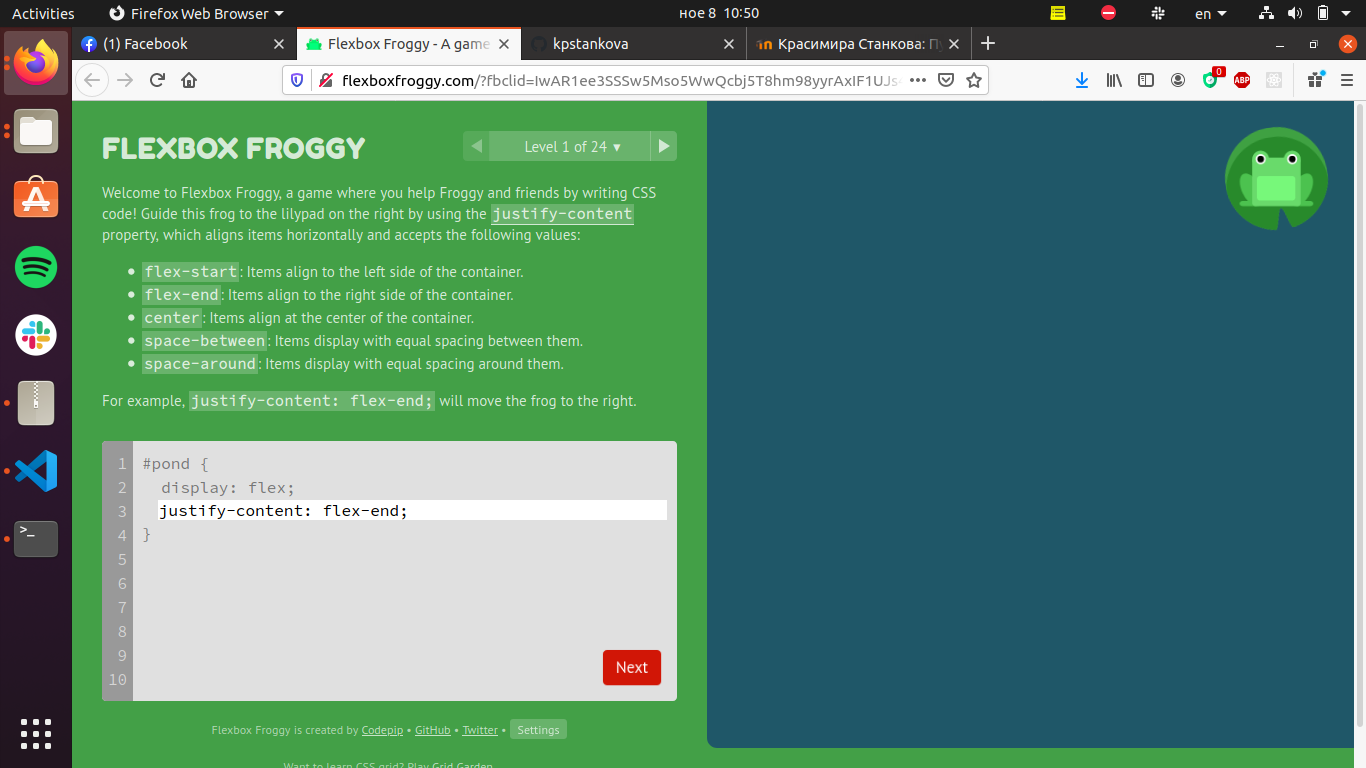 Activities
Firefox Web Browser
ное 8 10:50
en
(1) Facebook
Flexbox Froggy - A game
kpstankova
Красимира Станкова: П
flexboxfroggy.com/?fbclid=IwAR1ee3SSSw5Mso5WwQcbj5T8hm98yyrAxIF1UJs
0
ABP
FLEXBOX FROGGY
Level 1 of 24 ▾
Welcome to Flexbox Froggy, a game where you help Froggy and friends by writing CSS
code! Guide this frog to the lilypad on the right by using the justify-content
property, which aligns items horizontally and accepts the following values:
• flex-start: Items align to the left side of the container.
• flex-end: Items align to the right side of the container.
• center: Items align at the center of the container.
• space-between: Items display with equal spacing between them.
• space-around: Items display with equal spacing around them.
For example, justify-content: flex-end; will move the frog to the right.
1 #pond {
2 display: flex;
3 justify-content: flex-end;
4 }
5
6
7
8
9
10
Next
Flexbox Froggy is created by Codepip • GitHub • Twitter • Settings
Want to learn CSS grid? Play Grid Garden